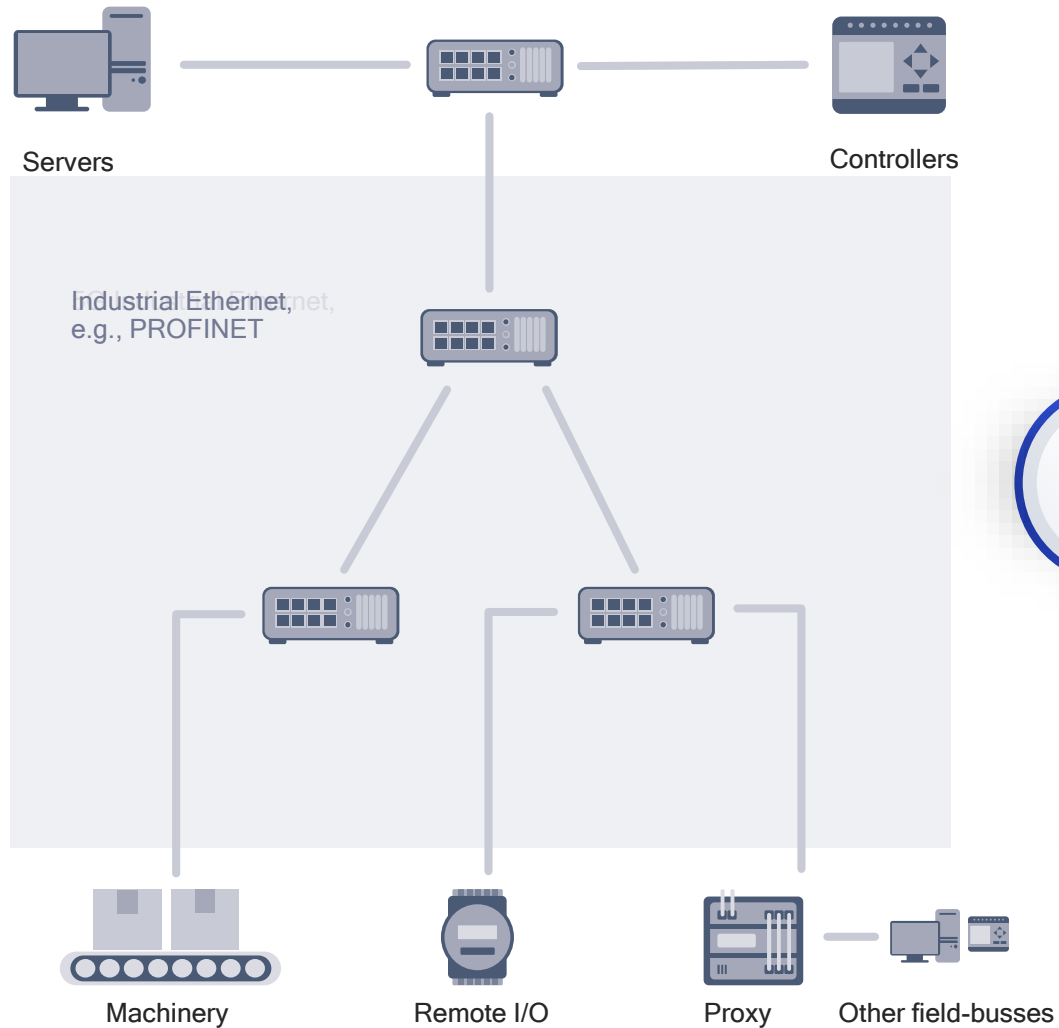 Servers
Controllers
Industrial Ethernet,
e.g., PROFINET
Machinery
Remote I/O
Proxy
Other field-busses